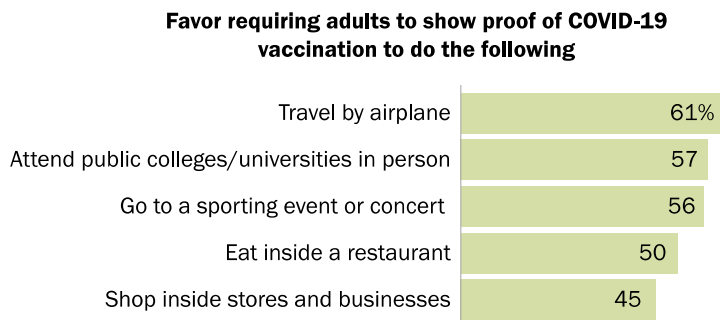 Favor requiring adults to show proof of COVID-19
vaccination to do the following
Travel by airplane 61%
Attend public colleges/universities in person 57
Go to a sporting event or concert 56
Eat inside a restaurant 50
Shop inside stores and businesses 45